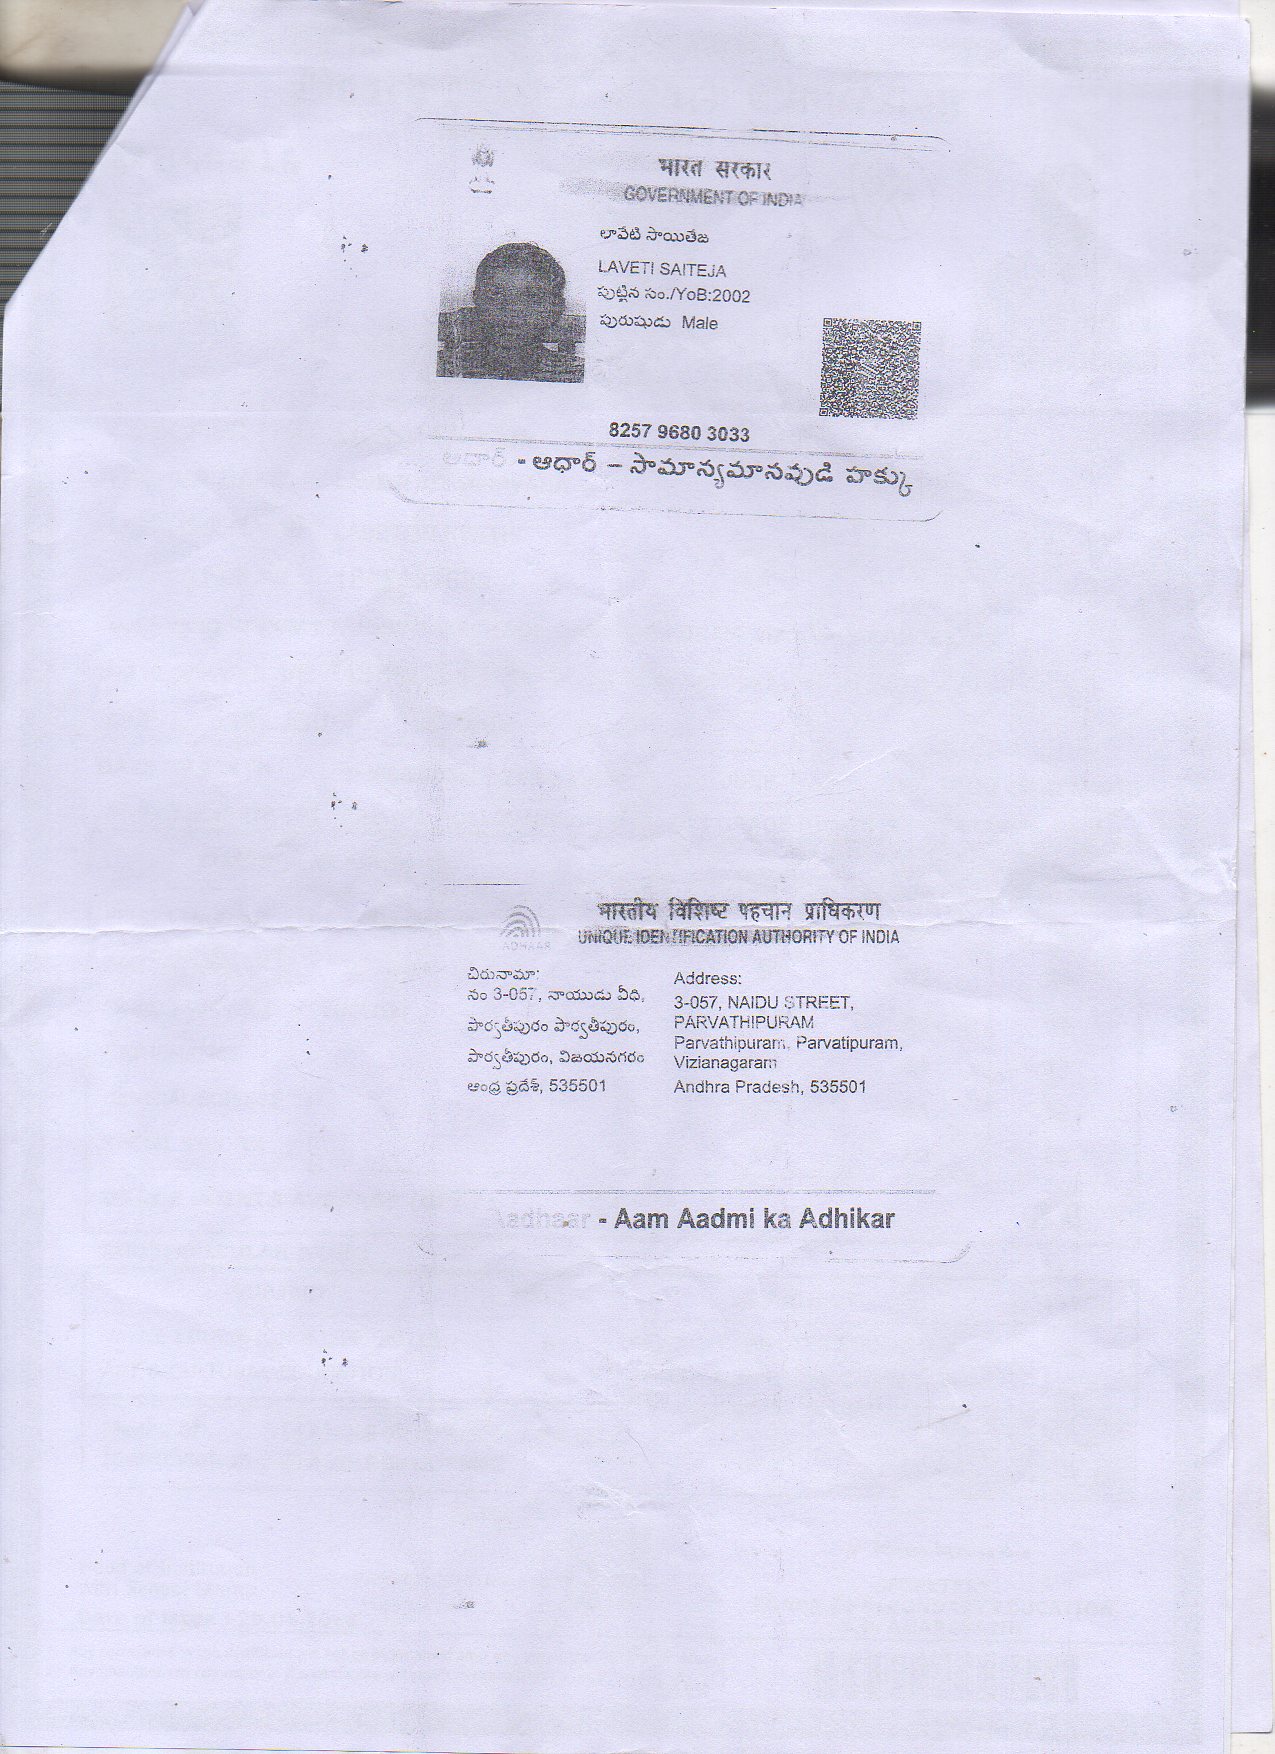 भारत सरकार
GOVERNMENT OF INDIA
లావేటి సాయితేజ
LAVETI SAITEJA
పుట్టిన సం./YoB:2002
పురుషుడు Male
8257 9680 3033
ఆధార్ - ఆధార్ – సామాన్యమానవుడి హక్కు
भारतीय विशिष्ट पहचान प्राधिकरण
UNIQUE IDENTIFICATION AUTHORITY OF INDIA
AADHAAR
చిరునామా:
నం 3-057, నాయుడు వీధి,
పార్వతీపురం పార్వతీపురం,
పార్వతీపురం, విజయనగరం
ఆంధ్ర ప్రదేశ్, 535501
Address:
3-057, NAIDU STREET,
PARVATHIPURAM
Parvathipuram, Parvatipuram,
Vizianagaram
Andhra Pradesh, 535501
Aadhaar - Aam Aadmi ka Adhikar